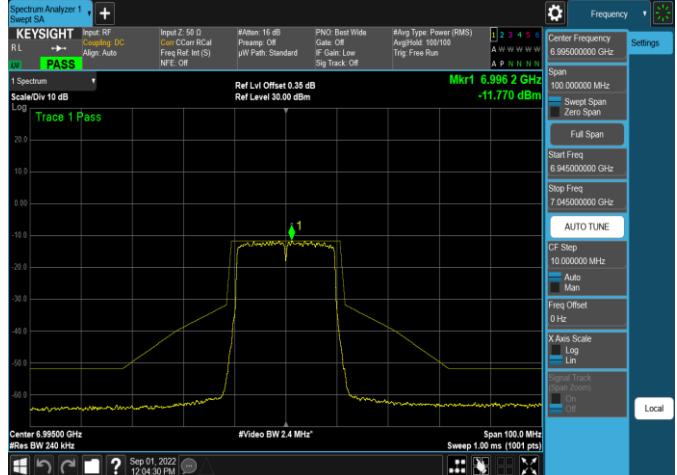 Spectrum Analyzer 1
Swept SA
Frequency
KEYSIGHT
Input: RF
Coupling: DC
Align: Auto
Input Z: 50 Ω
Corr CCorr RCal
Freq Ref: Int (S)
NFE: Off
#Atten: 16 dB
Preamp: Off
µW Path: Standard
PNO: Best Wide
Gate: Off
IF Gain: Low
Sig Track: Off
#Avg Type: Power (RMS)
Avg|Hold: 100/100
Trig: Free Run
1 2 3 4 5 6
A W W W W W
A P N N N N
R L
LV PASS
1 Spectrum
Scale/Div 10 dB
Log
Ref Lvl Offset 0.35 dB
Ref Level 30.00 dBm
Mkr1 6.996 2 GHz
-11.770 dBm
Trace 1 Pass
20.0
10.0
0.00
-10.0
-20.0
-30.0
-40.0
-50.0
-60.0
1
Center 6.99500 GHz
#Res BW 240 kHz
#Video BW 2.4 MHz*
Span 100.0 MHz
Sweep 1.00 ms (1001 pts)
Center Frequency
6.995000000 GHz
Settings
Span
100.000000 MHz
Swept Span
Zero Span
Full Span
Start Freq
6.945000000 GHz
Stop Freq
7.045000000 GHz
AUTO TUNE
CF Step
10.000000 MHz
Auto
Man
Freq Offset
0 Hz
X Axis Scale
Log
Lin
Signal Track
(Span Zoom)
On
Off
Local
Sep 01, 2022
12:04:30 PM